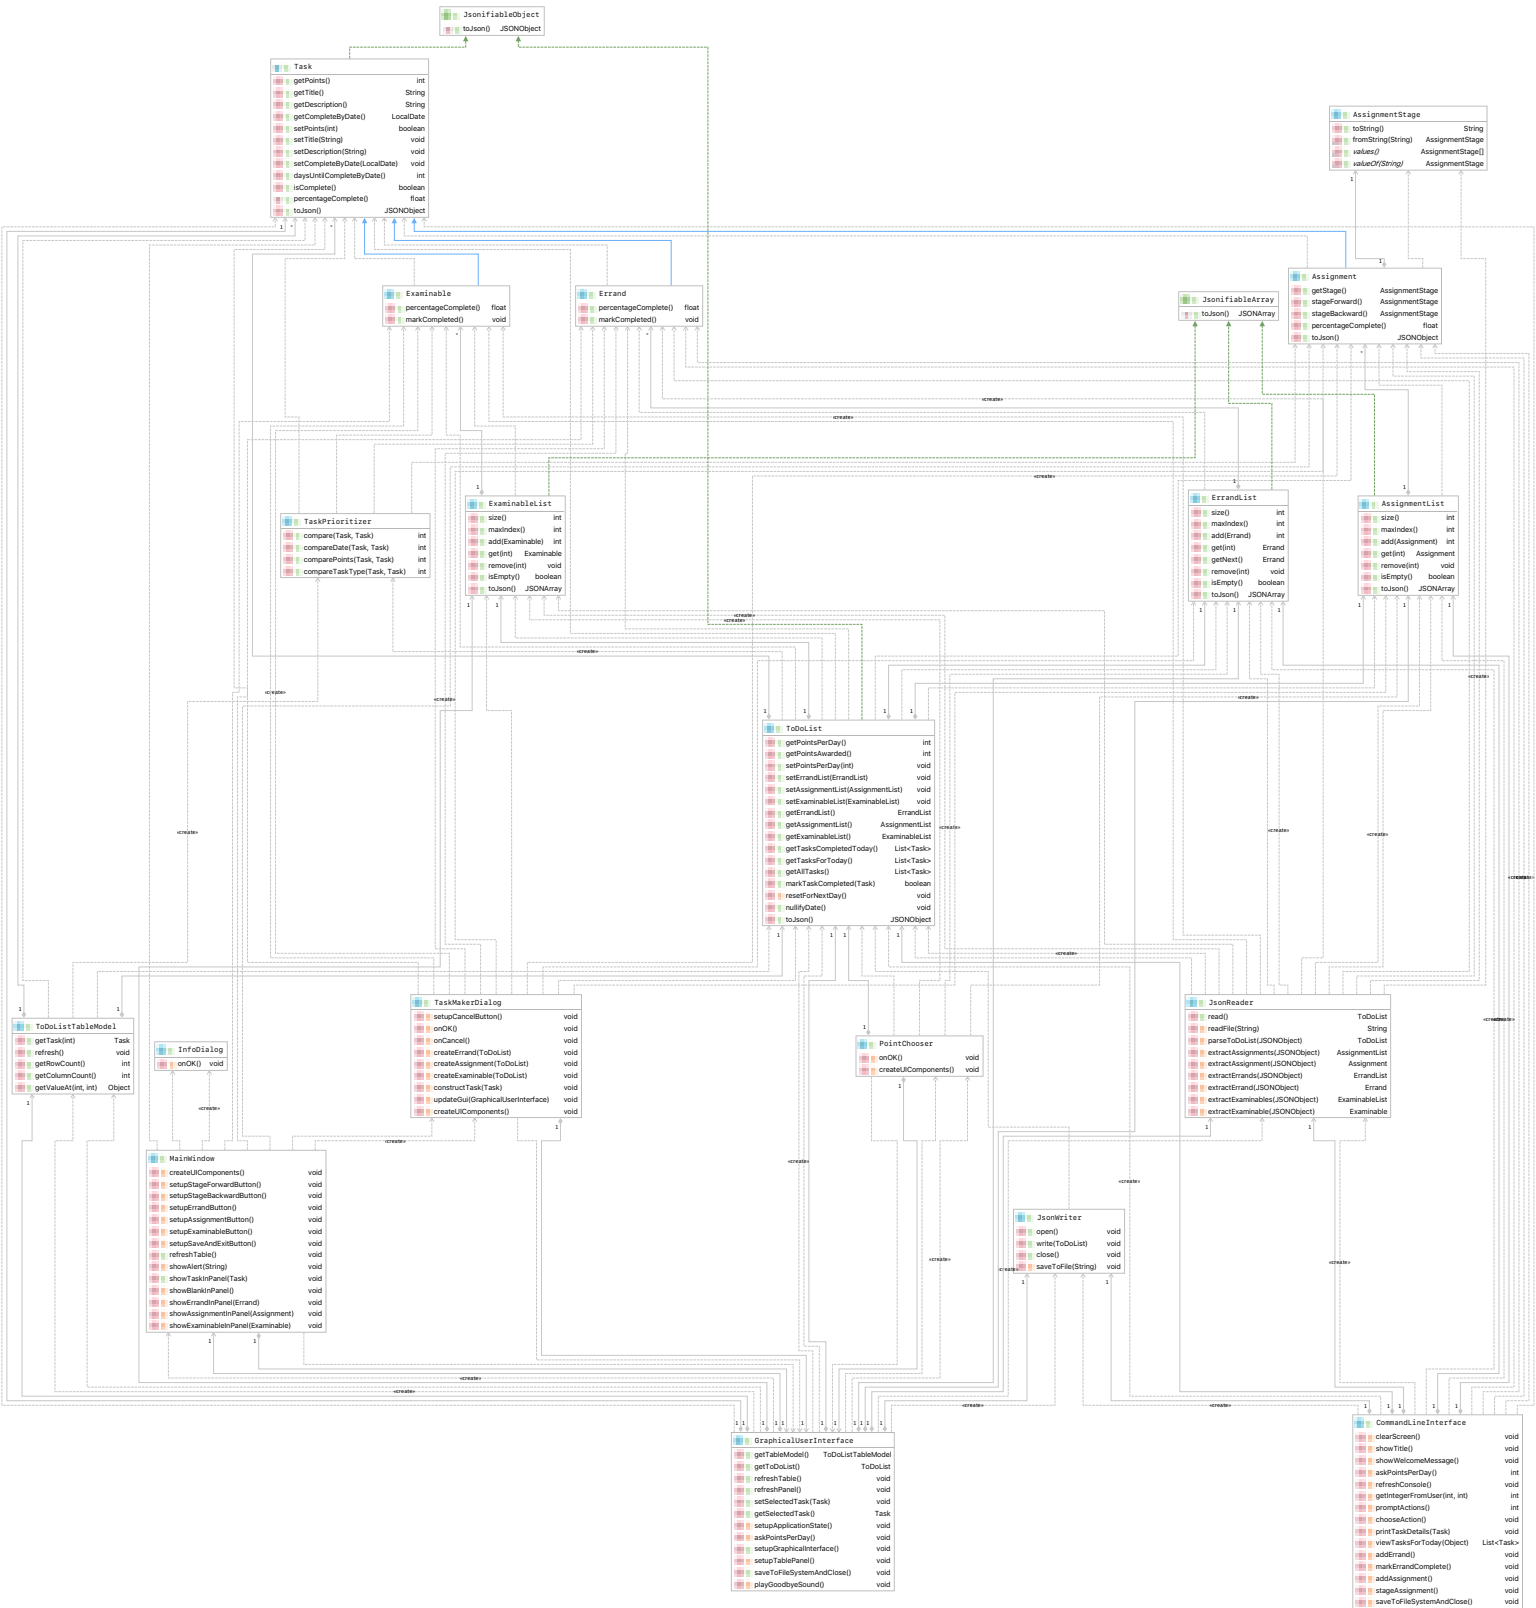 JsonifiableObject
toJson() JSONObject
Task
getPoints() int
getTitle() String
getDescription() String
getCompleteByDate() LocalDate
setPoints(int) boolean
setTitle(String) void
setDescription(String) void
setCompleteByDate(LocalDate) void
daysUntilCompleteByDate() int
isComplete() boolean
percentageComplete() float
toJson() JSONObject
AssignmentStage
toString() String
fromString(String) AssignmentStage
values() AssignmentStage[]
valueOf(String) AssignmentStage
Assignment
getStage() AssignmentStage
stageForward() AssignmentStage
stageBackward() AssignmentStage
percentageComplete() float
toJson() JSONObject
Examinable
percentageComplete() float
markCompleted() void
Errand
percentageComplete() float
markCompleted() void
JsonifiableArray
toJson() JSONArray
TaskPrioritizer
compare(Task, Task) int
compareDate(Task, Task) int
comparePoints(Task, Task) int
compareTaskType(Task, Task) int
ExaminableList
size() int
maxIndex() int
add(Examinable) int
get(int) Examinable
remove(int) void
isEmpty() boolean
toJson() JSONArray
ErrandList
size() int
maxIndex() int
add(Errand) int
get(int) Errand
getNext() Errand
remove(int) void
isEmpty() boolean
toJson() JSONArray
AssignmentList
size() int
maxIndex() int
add(Assignment) int
get(int) Assignment
remove(int) void
isEmpty() boolean
toJson() JSONArray
ToDoList
getPointsPerDay() int
getPointsAwarded() int
setPointsPerDay(int) void
setErrandList(ErrandList) void
setAssignmentList(AssignmentList) void
setExaminableList(ExaminableList) void
getErrandList() ErrandList
getAssignmentList() AssignmentList
getExaminableList() ExaminableList
getTasksCompletedToday() List<Task>
getTasksForToday() List<Task>
getAllTasks() List<Task>
markTaskCompleted(Task) boolean
resetForNextDay() void
nullifyDate() void
toJson() JSONObject
ToDoListTableModel
getTask(int) Task
refresh() void
getRowCount() int
getColumnCount() int
getValueAt(int, int) Object
InfoDialog
onOK() void
TaskMakerDialog
setupCancelButton() void
onOK() void
onCancel() void
createErrand(ToDoList) void
createAssignment(ToDoList) void
createExaminable(ToDoList) void
constructTask(Task) void
updateGui(GraphicalUserInterface) void
createUIComponents() void
PointChooser
onOK() void
createUIComponents() void
JsonReader
read() ToDoList
readFile(String) String
parseToDoList(JSONObject) ToDoList
extractAssignments(JSONObject) AssignmentList
extractAssignment(JSONObject) Assignment
extractErrands(JSONObject) ErrandList
extractErrand(JSONObject) Errand
extractExaminables(JSONObject) ExaminableList
extractExaminable(JSONObject) Examinable
MainWindow
createUIComponents() void
setupStageForwardButton() void
setupStageBackwardButton() void
setupErrandButton() void
setupAssignmentButton() void
setupExaminableButton() void
setupSaveAndExitButton() void
refreshTable() void
showAlert(String) void
showTaskInPanel(Task) void
showBlankInPanel() void
showErrandInPanel(Errand) void
showAssignmentInPanel(Assignment) void
showExaminableInPanel(Examinable) void
JsonWriter
open() void
write(ToDoList) void
close() void
saveToFile(String) void
GraphicalUserInterface
getTableModel() ToDoListTableModel
getToDoList() ToDoList
refreshTable() void
refreshPanel() void
setSelectedTask(Task) void
getSelectedTask() Task
setupApplicationState() void
askPointsPerDay() void
setupGraphicalInterface() void
setupTablePanel() void
saveToFileSystemAndClose() void
playGoodbyeSound() void
CommandLineInterface
clearScreen() void
showTitle() void
showWelcomeMessage() void
askPointsPerDay() int
refreshConsole() void
getIntegerFromUser(int, int) int
promptActions() int
chooseAction() void
printTaskDetails(Task) void
viewTasksForToday(Object) List<Task>
addErrand() void
markErrandComplete() void
addAssignment() void
stageAssignment() void
saveToFileSystemAndClose() void